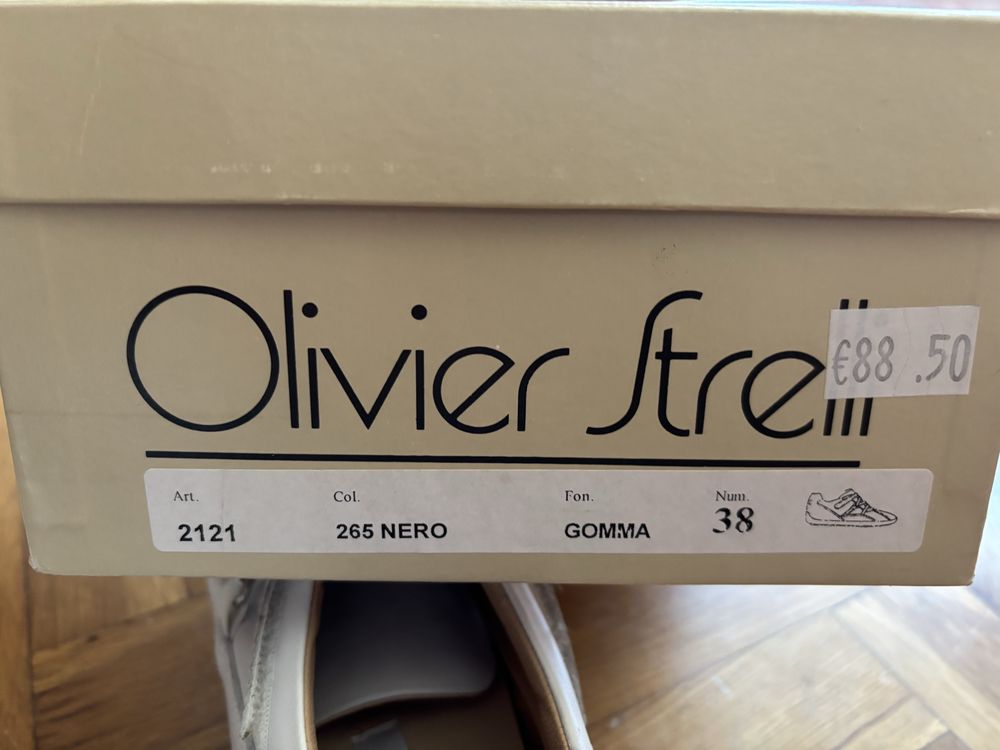 Olivier Strelli
€88 .50
Art. Col. Fon. Num.
2121 265 NERO GOMMA 38